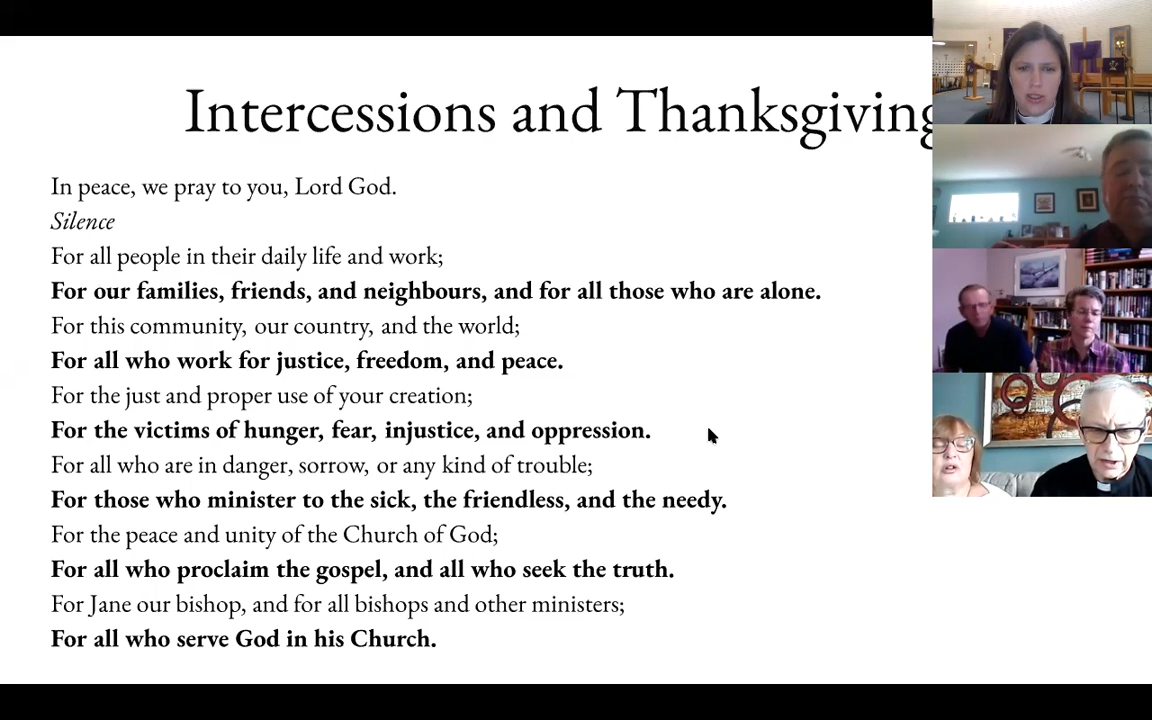 Intercessions and Thanksgiving
In peace, we pray to you, Lord God.
Silence
For all people in their daily life and work;
For our families, friends, and neighbours, and for all those who are alone.
For this community, our country, and the world;
For all who work for justice, freedom, and peace.
For the just and proper use of your creation;
For the victims of hunger, fear, injustice, and oppression.
For all who are in danger, sorrow, or any kind of trouble;
For those who minister to the sick, the friendless, and the needy.
For the peace and unity of the Church of God;
For all who proclaim the gospel, and all who seek the truth.
For Jane our bishop, and for all bishops and other ministers;
For all who serve God in his Church.